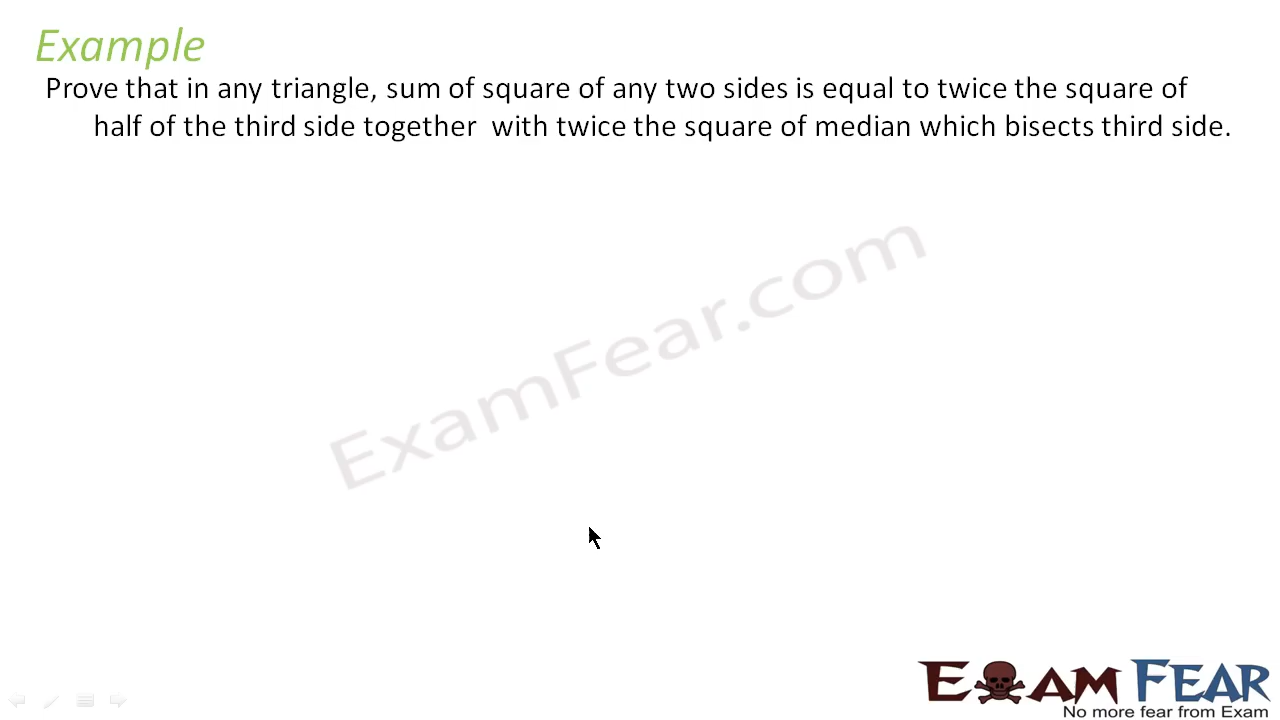 Example
Prove that in any triangle, sum of square of any two sides is equal to twice the square of
half of the third side together with twice the square of median which bisects third side.
ExamFear.com
EXAM FEAR
No more fear from Exam